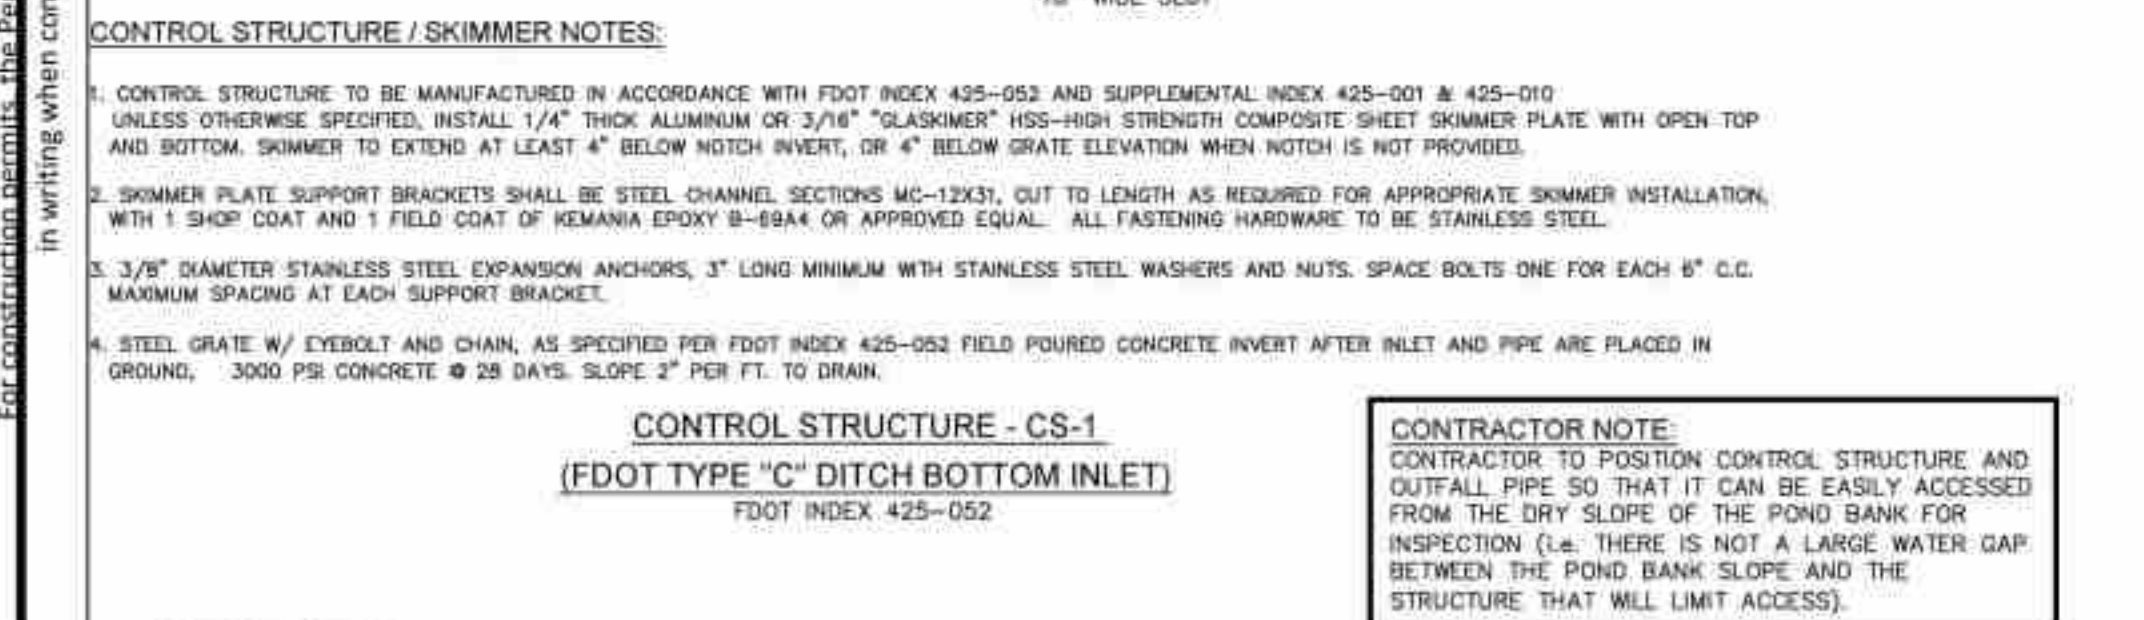 For construction permits, the Pe
in writing when con
CONTROL STRUCTURE / SKIMMER NOTES:
1. CONTROL STRUCTURE TO BE MANUFACTURED IN ACCORDANCE WITH FDOT INDEX 425-052 AND SUPPLEMENTAL INDEX 425-001 & 425-010
UNLESS OTHERWISE SPECIFIED, INSTALL 1/4" THICK ALUMINUM OR 3/16" "GLASKIMER" HSS-HIGH STRENGTH COMPOSITE SHEET SKIMMER PLATE WITH OPEN TOP
AND BOTTOM. SKIMMER TO EXTEND AT LEAST 4" BELOW NOTCH INVERT, OR 4" BELOW GRATE ELEVATION WHEN NOTCH IS NOT PROVIDED.
2. SKIMMER PLATE SUPPORT BRACKETS SHALL BE STEEL CHANNEL SECTIONS MC-12X31, CUT TO LENGTH AS REQUIRED FOR APPROPRIATE SKIMMER INSTALLATION,
WITH 1 SHOP COAT AND 1 FIELD COAT OF KEMANIA EPOXY B-69A4 OR APPROVED EQUAL. ALL FASTENING HARDWARE TO BE STAINLESS STEEL.
3. 3/8" DIAMETER STAINLESS STEEL EXPANSION ANCHORS, 3" LONG MINIMUM WITH STAINLESS STEEL WASHERS AND NUTS. SPACE BOLTS ONE FOR EACH 6" C.C.
MAXIMUM SPACING AT EACH SUPPORT BRACKET.
4. STEEL GRATE W/ EYEBOLT AND CHAIN, AS SPECIFIED PER FDOT INDEX 425-052 FIELD POURED CONCRETE INVERT AFTER INLET AND PIPE ARE PLACED IN
GROUND, 3000 PSI CONCRETE @ 28 DAYS. SLOPE 2" PER FT. TO DRAIN.
CONTROL STRUCTURE - CS-1
(FDOT TYPE "C" DITCH BOTTOM INLET)
FDOT INDEX 425-052
CONTRACTOR NOTE:
CONTRACTOR TO POSITION CONTROL STRUCTURE AND
OUTFALL PIPE SO THAT IT CAN BE EASILY ACCESSED
FROM THE DRY SLOPE OF THE POND BANK FOR
INSPECTION (i.e. THERE IS NOT A LARGE WATER GAP
BETWEEN THE POND BANK SLOPE AND THE
STRUCTURE THAT WILL LIMIT ACCESS).